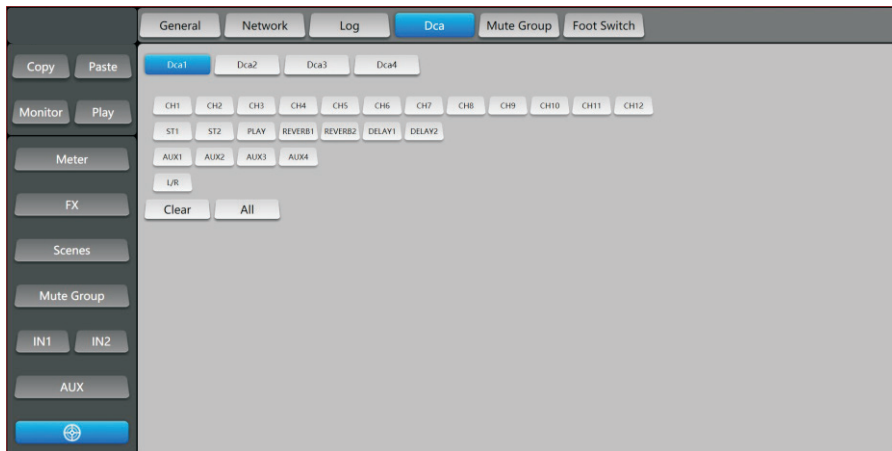 General Network Log Dca Mute Group Foot Switch
Copy Paste
Monitor Play
Meter
FX
Scenes
Mute Group
IN1 IN2
AUX
Dca1 Dca2 Dca3 Dca4
CH1 CH2 CH3 CH4 CH5 CH6 CH7 CH8 CH9 CH10 CH11 CH12
ST1 ST2 PLAY REVERB1 REVERB2 DELAY1 DELAY2
AUX1 AUX2 AUX3 AUX4
L/R
Clear All